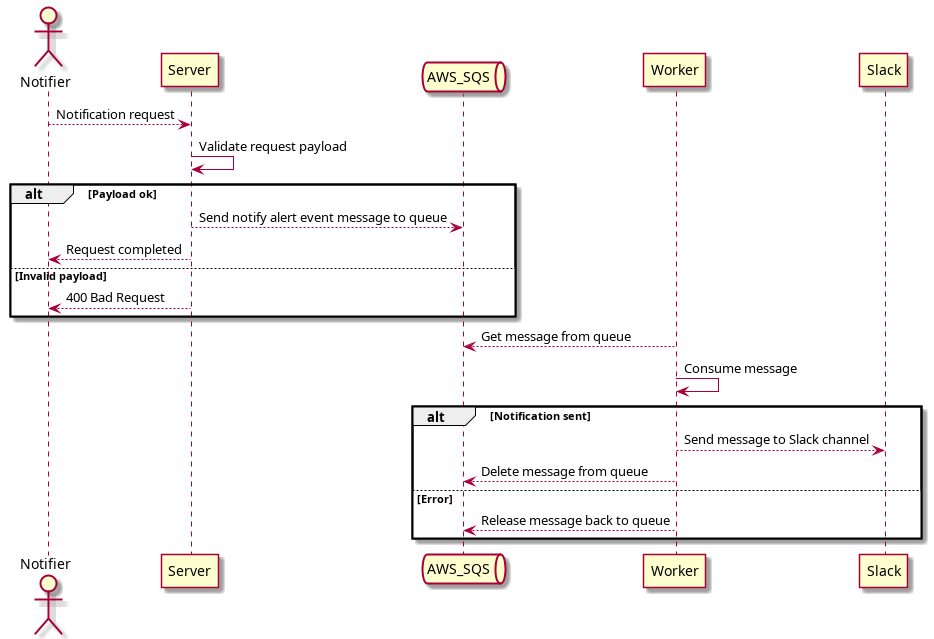 Notifier
Server
AWS_SQS
Worker
Slack
Notification request
Validate request payload
alt [Payload ok]
Send notify alert event message to queue
Request completed
[Invalid payload]
400 Bad Request
Get message from queue
Consume message
alt [Notification sent]
Send message to Slack channel
Delete message from queue
[Error]
Release message back to queue
Notifier
Server
AWS_SQS
Worker
Slack